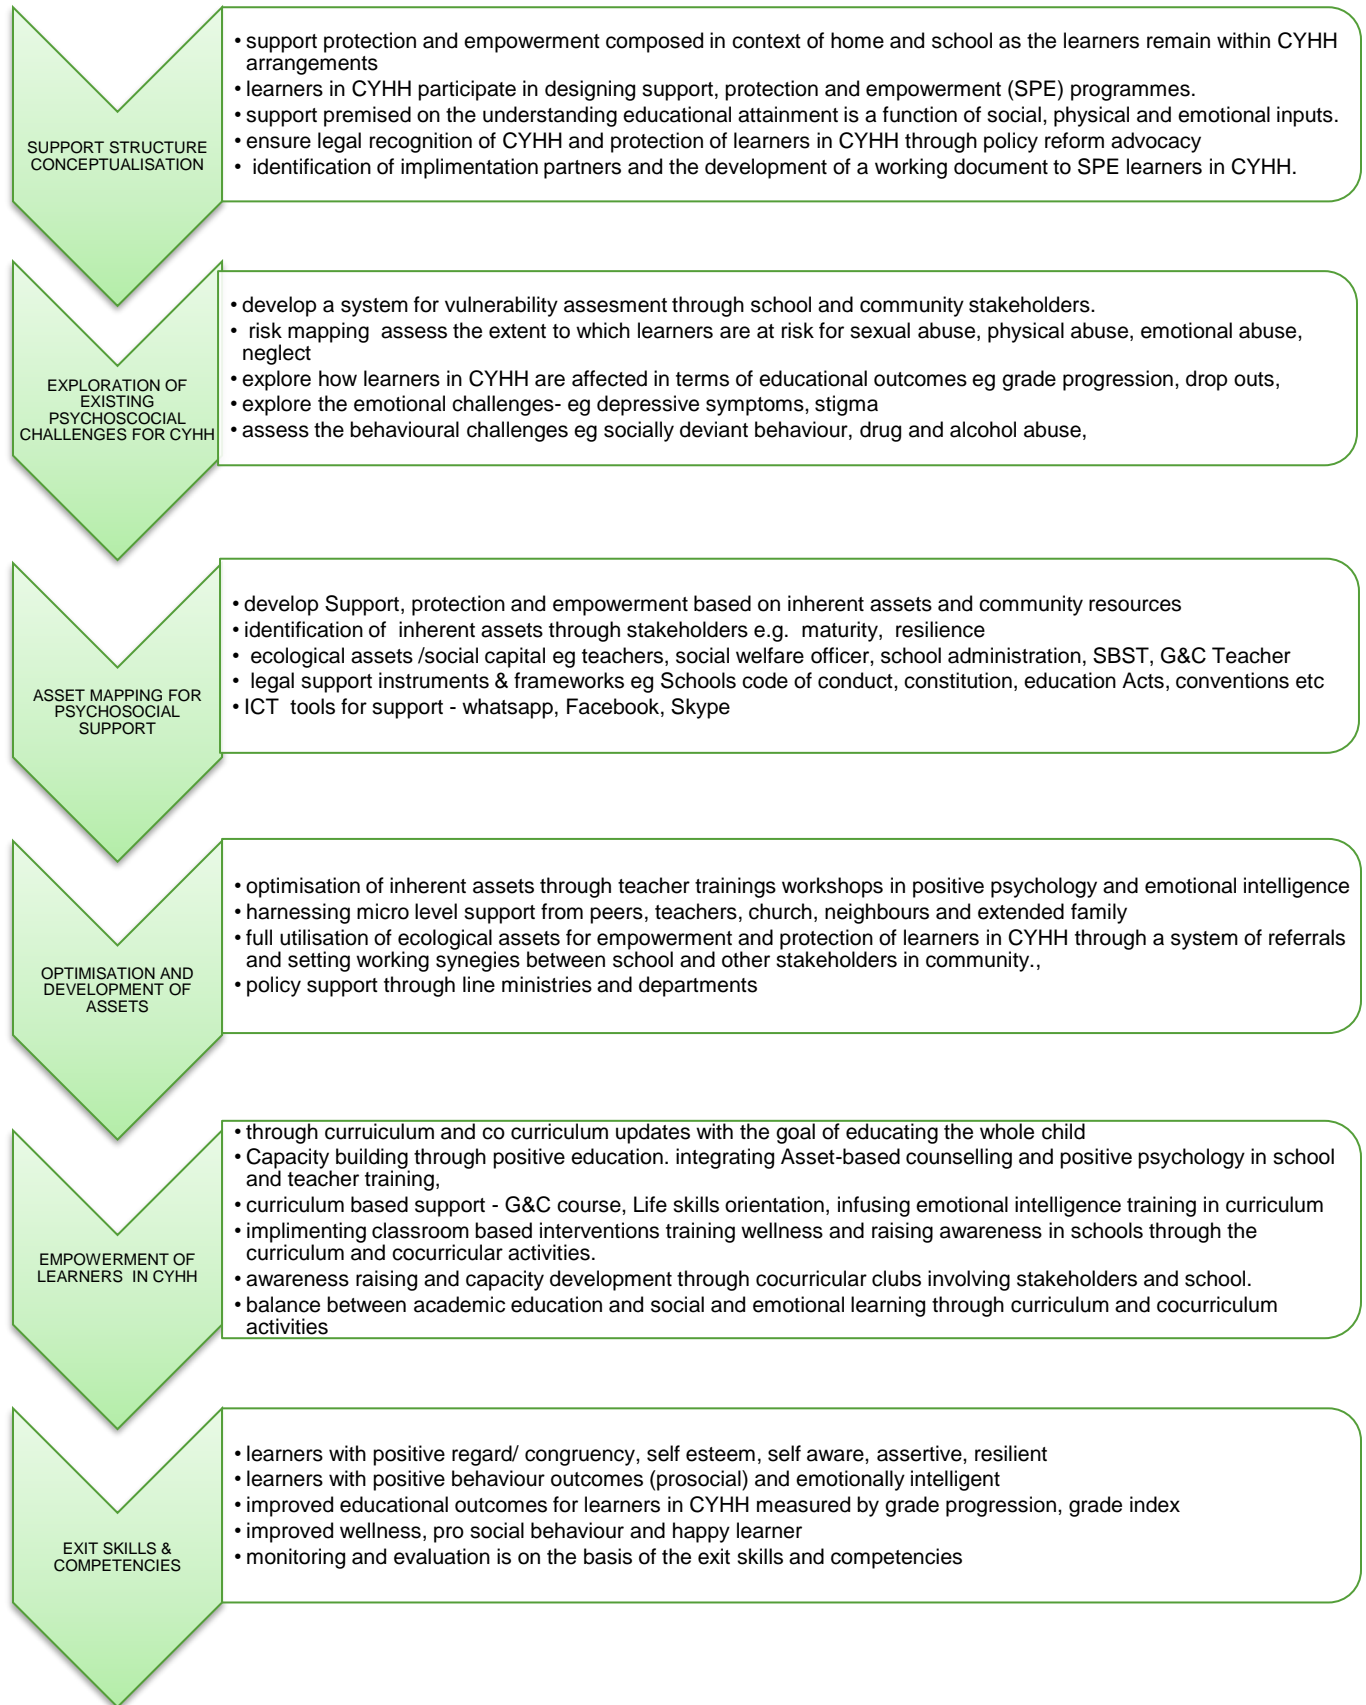 SUPPORT STRUCTURE
CONCEPTUALISATION
• support protection and empowerment composed in context of home and school as the learners remain within CYHH
arrangements
• learners in CYHH participate in designing support, protection and empowerment (SPE) programmes.
• support premised on the understanding educational attainment is a function of social, physical and emotional inputs.
• ensure legal recognition of CYHH and protection of learners in CYHH through policy reform advocacy
• identification of implimentation partners and the development of a working document to SPE learners in CYHH.
EXPLORATION OF
EXISTING
PSYCHOSCOCIAL
CHALLENGES FOR CYHH
• develop a system for vulnerability assesment through school and community stakeholders.
• risk mapping assess the extent to which learners are at risk for sexual abuse, physical abuse, emotional abuse,
neglect
• explore how learners in CYHH are affected in terms of educational outcomes eg grade progression, drop outs,
• explore the emotional challenges- eg depressive symptoms, stigma
• assess the behavioural challenges eg socially deviant behaviour, drug and alcohol abuse,
ASSET MAPPING FOR
PSYCHOSOCIAL
SUPPORT
• develop Support, protection and empowerment based on inherent assets and community resources
• identification of inherent assets through stakeholders e.g. maturity, resilience
• ecological assets /social capital eg teachers, social welfare officer, school administration, SBST, G&C Teacher
• legal support instruments & frameworks eg Schools code of conduct, constitution, education Acts, conventions etc
• ICT tools for support - whatsapp, Facebook, Skype
OPTIMISATION AND
DEVELOPMENT OF
ASSETS
• optimisation of inherent assets through teacher trainings workshops in positive psychology and emotional intelligence
• harnessing micro level support from peers, teachers, church, neighbours and extended family
• full utilisation of ecological assets for empowerment and protection of learners in CYHH through a system of referrals
and setting working synegies between school and other stakeholders in community.,
• policy support through line ministries and departments
EMPOWERMENT OF
LEARNERS IN CYHH
• through curruiculum and co curriculum updates with the goal of educating the whole child
• Capacity building through positive education. integrating Asset-based counselling and positive psychology in school
and teacher training,
• curriculum based support - G&C course, Life skills orientation, infusing emotional intelligence training in curriculum
• implimenting classroom based interventions training wellness and raising awareness in schools through the
curriculum and cocurricular activities.
• awareness raising and capacity development through cocurricular clubs involving stakeholders and school.
• balance between academic education and social and emotional learning through curriculum and cocurriculum
activities
EXIT SKILLS &
COMPETENCIES
• learners with positive regard/ congruency, self esteem, self aware, assertive, resilient
• learners with positive behaviour outcomes (prosocial) and emotionally intelligent
• improved educational outcomes for learners in CYHH measured by grade progression, grade index
• improved wellness, pro social behaviour and happy learner
• monitoring and evaluation is on the basis of the exit skills and competencies